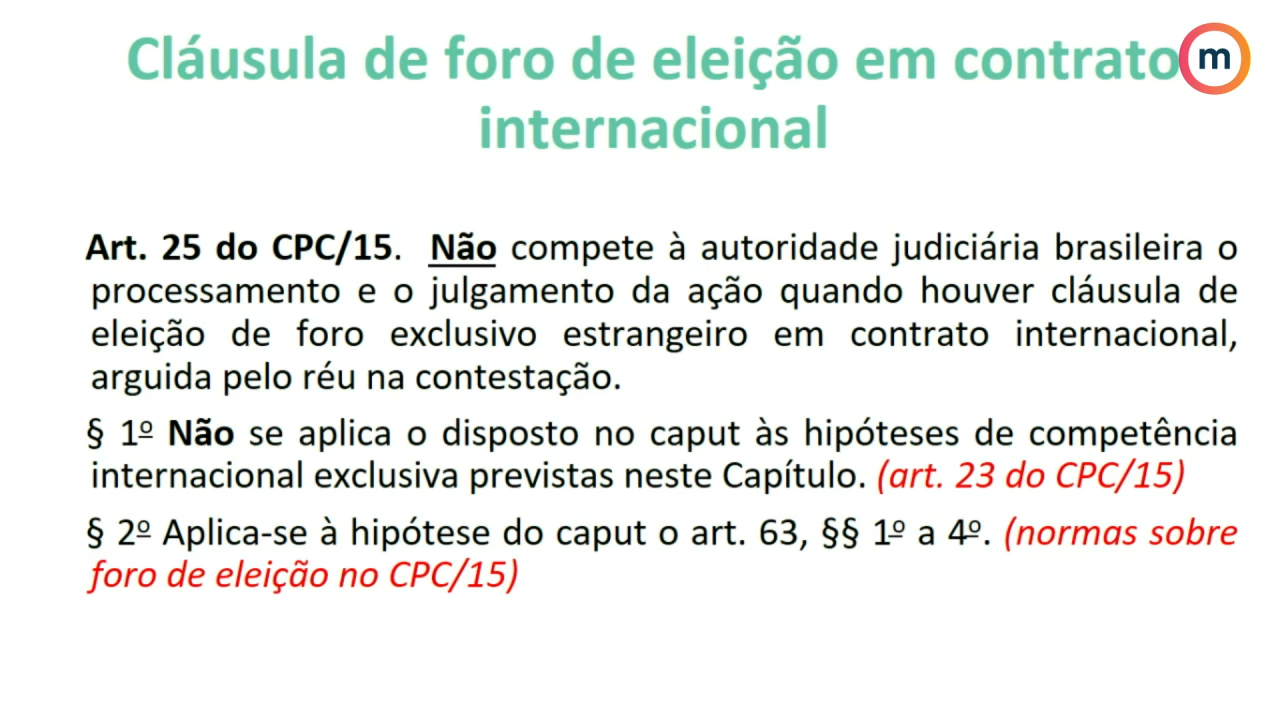 Cláusula de foro de eleição em contrato
internacional
m
Art. 25 do CPC/15. Não compete à autoridade judiciária brasileira o
processamento e o julgamento da ação quando houver cláusula de
eleição de foro exclusivo estrangeiro em contrato internacional,
arguida pelo réu na contestação.
§ 1º Não se aplica o disposto no caput às hipóteses de competência
internacional exclusiva previstas neste Capítulo. (art. 23 do CPC/15)
§ 2º Aplica-se à hipótese do caput o art. 63, §§ 1º a 4º. (normas sobre
foro de eleição no CPC/15)